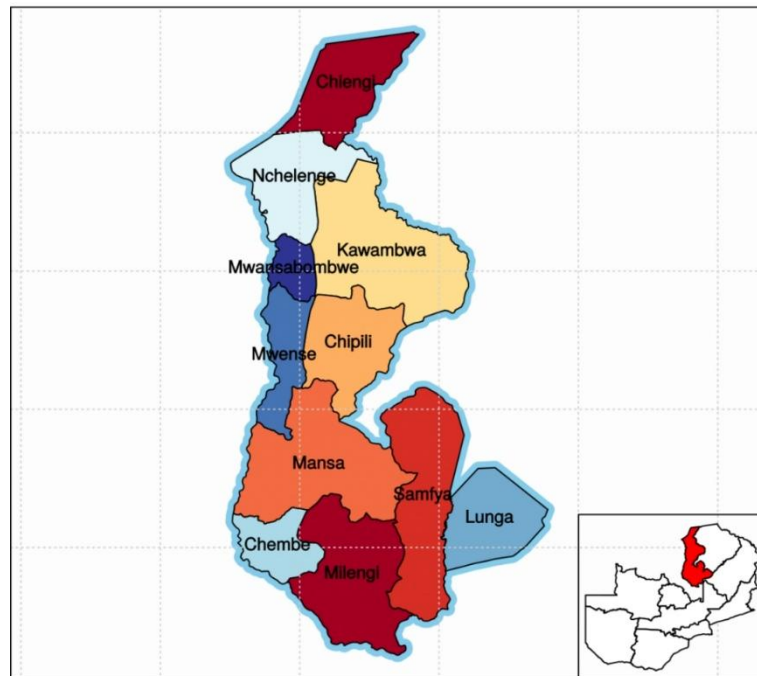 Chiengi
Nchelenge
Kawambwa
Mwansabombwe
Chipili
Mwense
Mansa
Samfya
Lunga
Chembe
Milengi